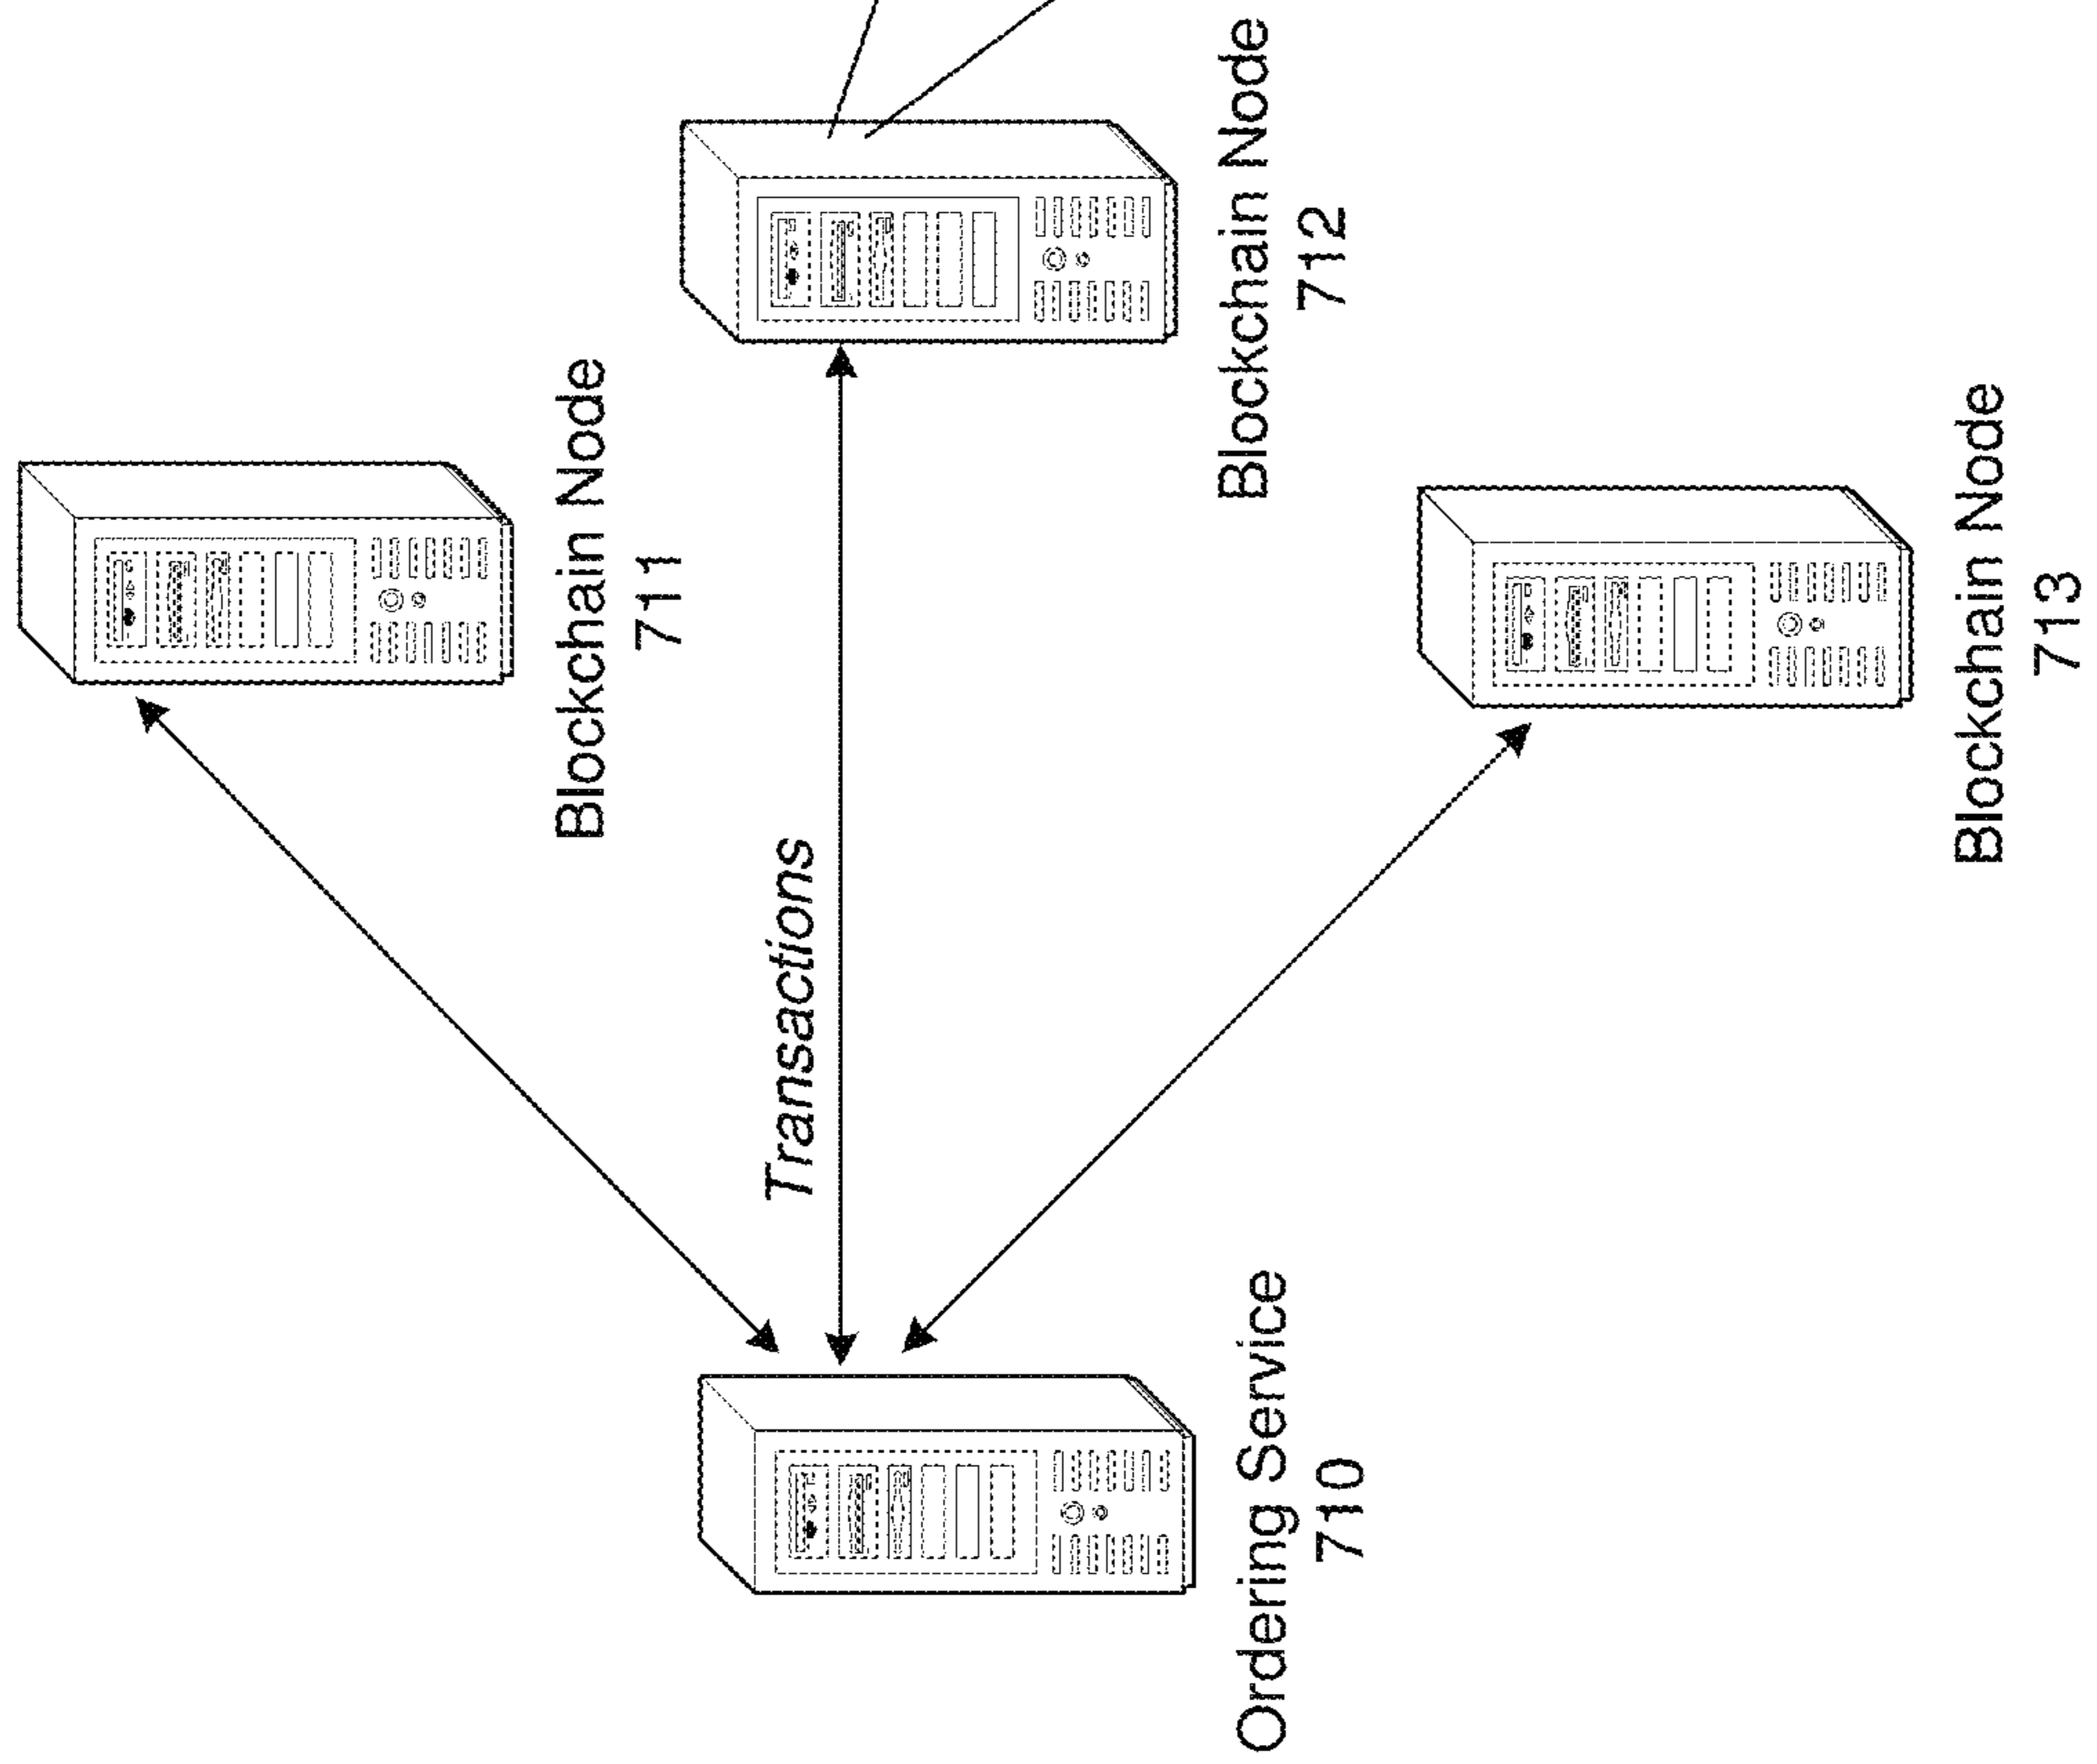 Blockchain Node
711
Transactions
Ordering Service
710
Blockchain Node
712
Blockchain Node
713